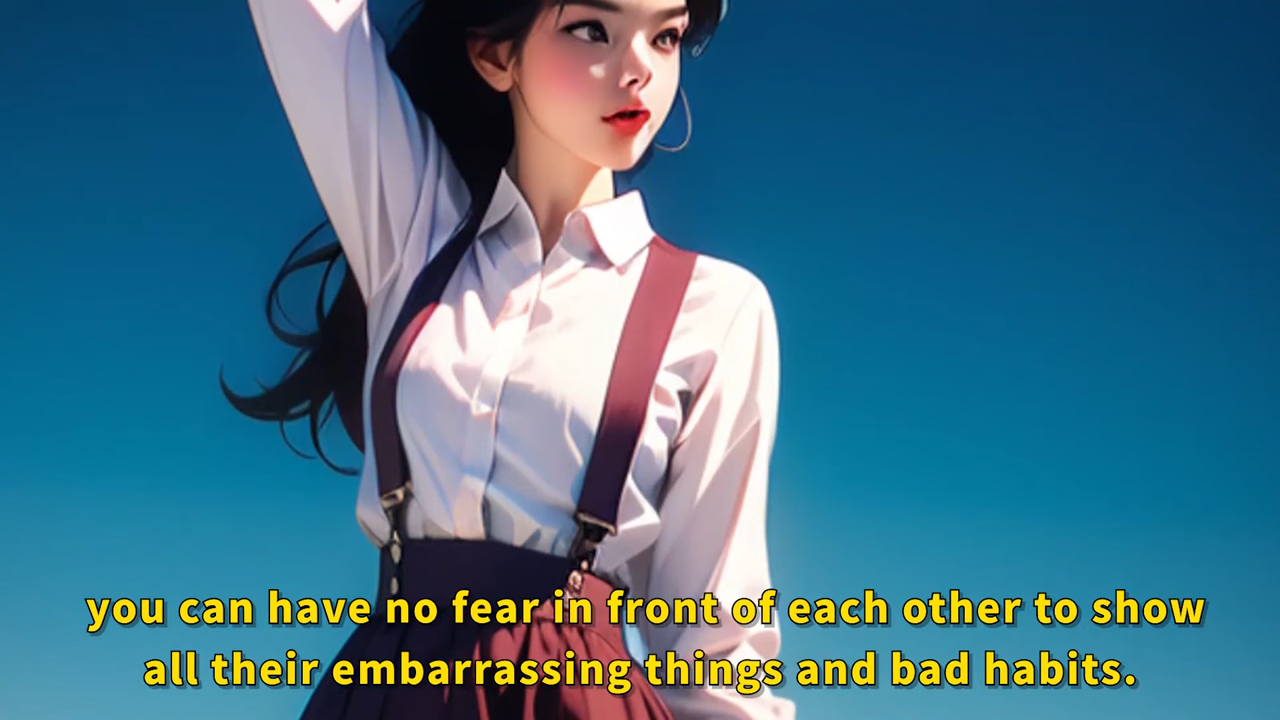 you can have no fear in front of each other to show
all their embarrassing things and bad habits.